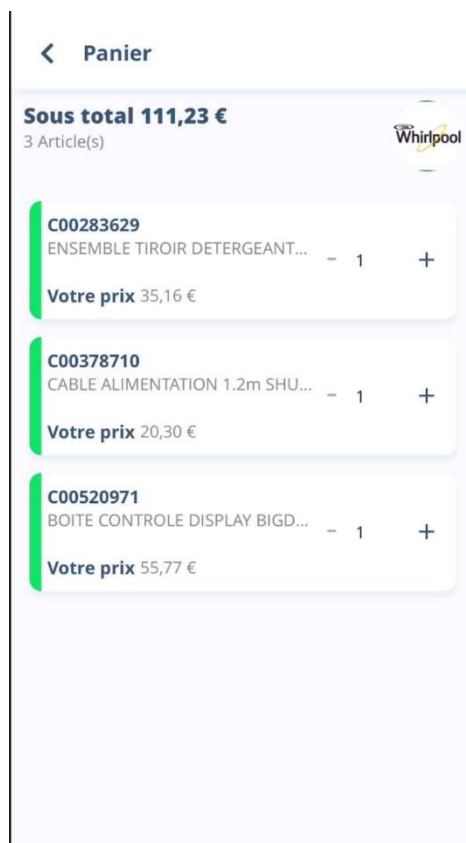 Panier
Sous total 111,23 €
3 Article(s)
Whirlpool
C00283629
ENSEMBLE TIROIR DETERGEANT...
- 1 +
Votre prix 35,16 €
C00378710
CABLE ALIMENTATION 1.2m SHU...
- 1 +
Votre prix 20,30 €
C00520971
BOITE CONTROLE DISPLAY BIGD...
- 1 +
Votre prix 55,77 €